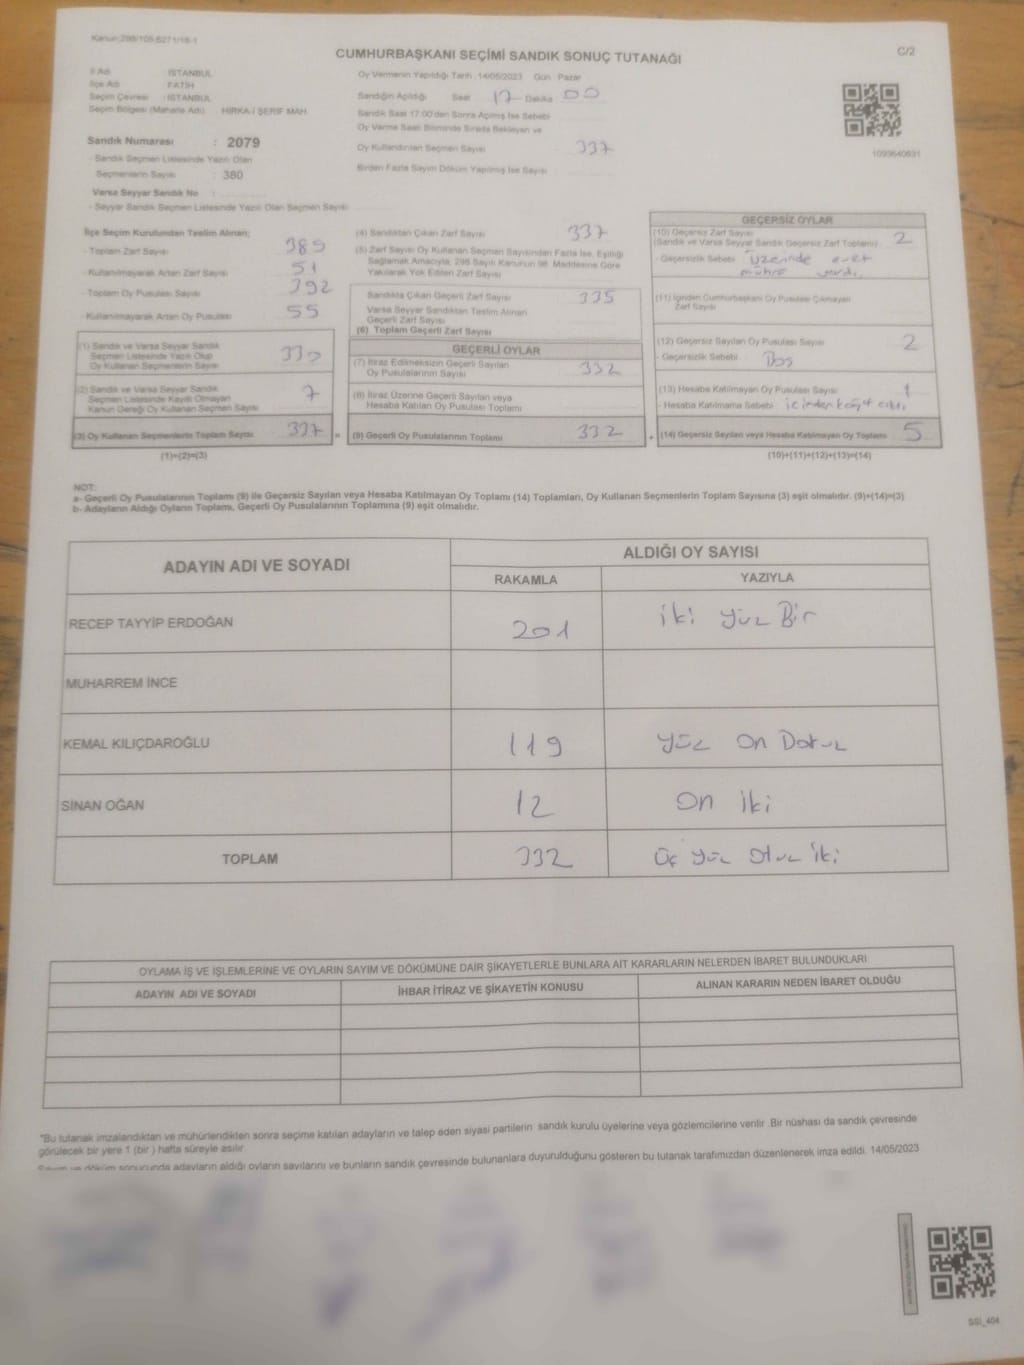 Kanun:298/105,6271/18-1
CUMHURBAŞKANI SEÇİMİ SANDIK SONUÇ TUTANAĞI
C/2
İl Adı : İSTANBUL
İlçe Adı : FATİH
Seçim Çevresi : İSTANBUL
Seçim Bölgesi (Mahalle Adı) HIRKA-İ ŞERİF MAH.
Sandık Numarası : 2079
- Sandık Seçmen Listesinde Yazılı Olan
Seçmenlerin Sayısı : 380
Varsa Seyyar Sandık No :
- Seyyar Sandık Seçmen Listesinde Yazılı Olan Seçmen Sayısı
Oy Vermenin Yapıldığı Tarih : 14/05/2023 Gün : Pazar
Sandığın Açıldığı Saat 17 Dakika 00
Sandık Saat 17:00'den Sonra Açılmış İse Sebebi
Oy Verme Saati Bitiminde Sırada Bekleyen ve
Oy Kullandırılan Seçmen Sayısı 337
Birden Fazla Sayım Döküm Yapılmış İse Sayısı
1093640631
İlçe Seçim Kurulundan Teslim Alınan;
- Toplam Zarf Sayısı 389
- Kullanılmayarak Artan Zarf Sayısı 51
- Toplam Oy Pusulası Sayısı 392
- Kullanılmayarak Artan Oy Pusulası 55
(1) Sandık ve Varsa Seyyar Sandık
Seçmen Listesinde Yazılı Olup
Oy Kullanan Seçmenlerin Sayısı 330
(2) Sandık ve Varsa Seyyar Sandık
Seçmen Listesinde Kayıtlı Olmayan
Kanun Gereği Oy Kullanan Seçmen Sayısı 7
(3) Oy Kullanan Seçmenlerin Toplam Sayısı 337 =
(1)+(2)=(3)
(4) Sandıktan Çıkan Zarf Sayısı 337
(5) Zarf Sayısı Oy Kullanan Seçmen Sayısından Fazla İse, Eşitliği
Sağlamak Amacıyla, 298 Sayılı Kanunun 98. Maddesine Göre
Yakılarak Yok Edilen Zarf Sayısı
Sandıkta Çıkan Geçerli Zarf Sayısı 335
Varsa Seyyar Sandıktan Teslim Alınan
Geçerli Zarf Sayısı
(6) Toplam Geçerli Zarf Sayısı
GEÇERLİ OYLAR
(7) İtiraz Edilmeksizin Geçerli Sayılan
Oy Pusulalarının Sayısı 332
(8) İtiraz Üzerine Geçerli Sayılan veya
Hesaba Katılan Oy Pusulası Toplamı
(9) Geçerli Oy Pusulalarının Toplamı 332 +
GEÇERSİZ OYLAR
(10) Geçersiz Zarf Sayısı
(Sandık ve Varsa Seyyar Sandık Geçersiz Zarf Toplamı) 2
- Geçersizlik Sebebi üzerinde evet
mührü vardı.
(11) İçinden Cumhurbaşkanı Oy Pusulası Çıkmayan
Zarf Sayısı
(12) Geçersiz Sayılan Oy Pusulası Sayısı 2
- Geçersizlik Sebebi Boş
(13) Hesaba Katılmayan Oy Pusulası Sayısı 1
- Hesaba Katılmama Sebebi içinden kağıt çıktı
(14) Geçersiz Sayılan veya Hesaba Katılmayan Oy Toplamı 5
(10)+(11)+(12)+(13)=(14)
NOT:
a- Geçerli Oy Pusulalarının Toplamı (9) ile Geçersiz Sayılan veya Hesaba Katılmayan Oy Toplamı (14) Toplamları, Oy Kullanan Seçmenlerin Toplam Sayısına (3) eşit olmalıdır. (9)+(14)=(3)
b- Adayların Aldığı Oyların Toplamı, Geçerli Oy Pusulalarının Toplamına (9) eşit olmalıdır.
ADAYIN ADI VE SOYADI
ALDIĞI OY SAYISI
RAKAMLA YAZIYLA
RECEP TAYYİP ERDOĞAN 201 iki yüz Bir
MUHARREM İNCE
KEMAL KILIÇDAROĞLU 119 yüz on Dokuz
SİNAN OĞAN 12 on iki
TOPLAM 332 üç yüz otuz iki
OYLAMA İŞ VE İŞLEMLERİNE VE OYLARIN SAYIM VE DÖKÜMÜNE DAİR ŞİKAYETLERLE BUNLARA AİT KARARLARIN NELERDEN İBARET BULUNDUKLARI
ADAYIN ADI VE SOYADI İHBAR İTİRAZ VE ŞİKAYETİN KONUSU ALINAN KARARIN NEDEN İBARET OLDUĞU
"Bu tutanak imzalandıktan ve mühürlendikten sonra seçime katılan adayların ve talep eden siyasi partilerin sandık kurulu üyelerine veya gözlemcilerine verilir. Bir nüshası da sandık çevresinde
görülecek bir yere 1 (bir) hafta süreyle asılır.
Sayım ve döküm sonucunda adayların aldığı oyların sayılarını ve bunların sandık çevresinde bulunanlara duyurulduğunu gösteren bu tutanak tarafımızdan düzenlenerek imza edildi. 14/05/2023
SSI_404